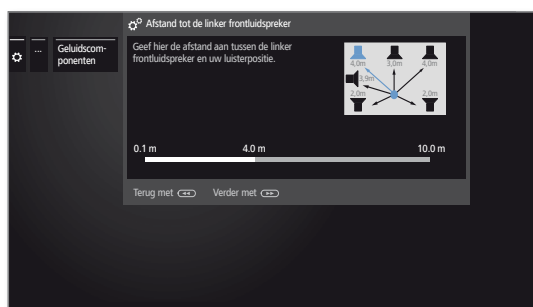 Afstand tot de linker frontluidspreker
...
Geluidscom-
ponenten
Geef hier de afstand aan tussen de linker
frontluidspreker en uw luisterpositie.
4,0m 3,0m 4,0m
3,9m
2,0m 2,0m
0.1 m 4.0 m 10.0 m
Terug met Verder met